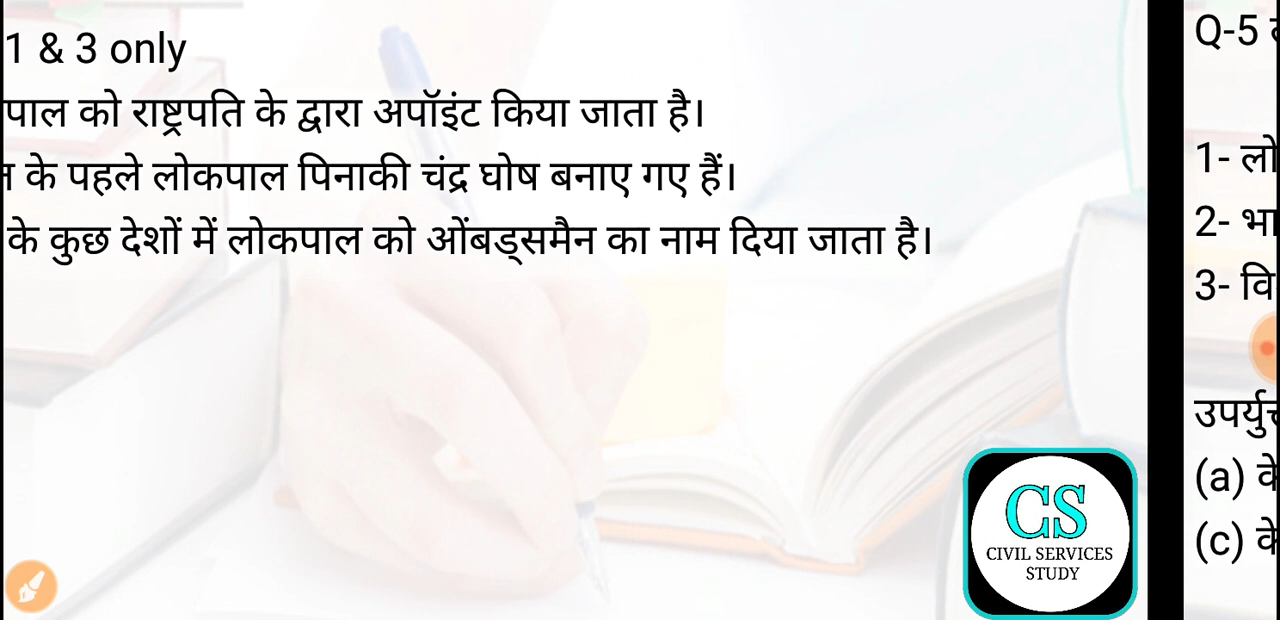 1 & 3 only
पाल को राष्ट्रपति के द्वारा अपॉइंट किया जाता है।
के पहले लोकपाल पिनाकी चंद्र घोष बनाए गए हैं।
के कुछ देशों में लोकपाल को ओंबड्समैन का नाम दिया जाता है।
CS
CIVIL SERVICES
STUDY
Q-5
1- लो
2- भा
3- वि
(a) के
(c) के